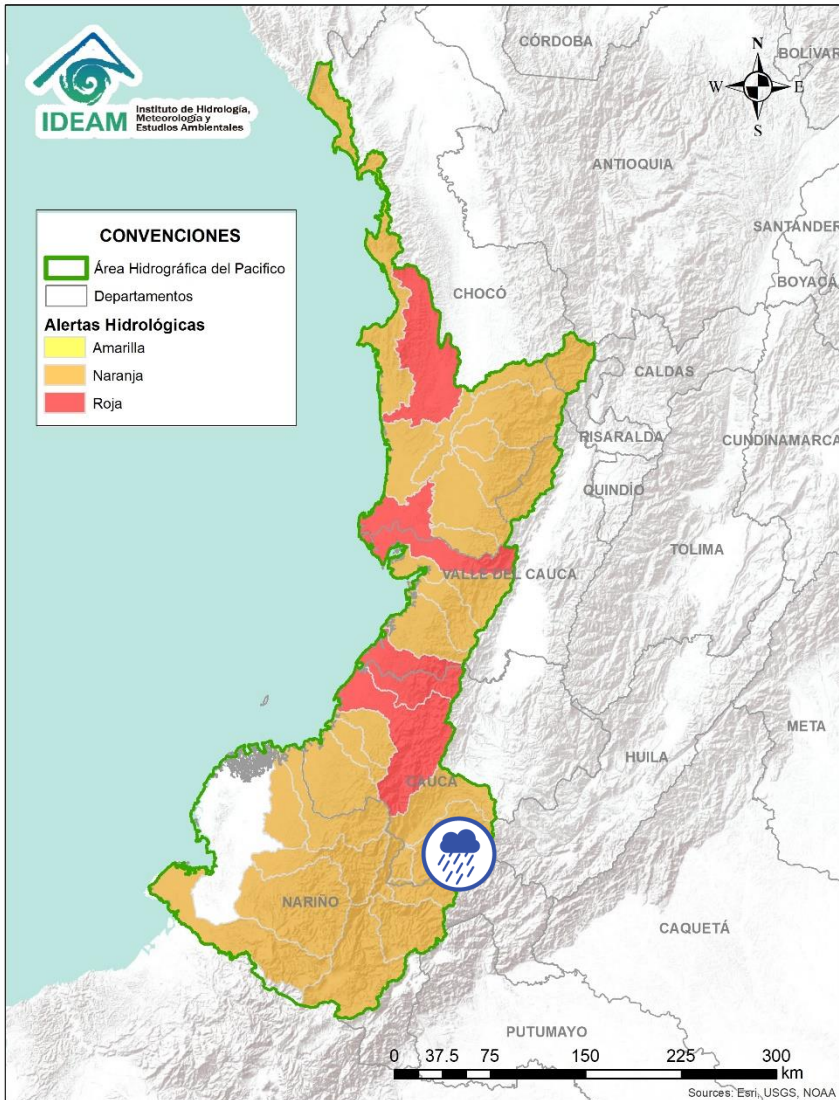 IDEAM
Instituto de Hidrología,
Meteorología y
Estudios Ambientales
N
W
E
S
CÓRDOBA
BOLÍVAR
ANTIOQUIA
SANTANDER
BOYACÁ
CHOCÓ
CALDAS
RISARALDA
CUNDINAMARCA
QUINDÍO
TOLIMA
VALLE DEL CAUCA
META
HUILA
CAUCA
NARIÑO
CAQUETÁ
PUTUMAYO
CONVENCIONES
Área Hidrográfica del Pacifico
Departamentos
Alertas Hidrológicas
Amarilla
Naranja
Roja
0 37.5 75 150 225 300
km
Sources: Esri, USGS, NOAA